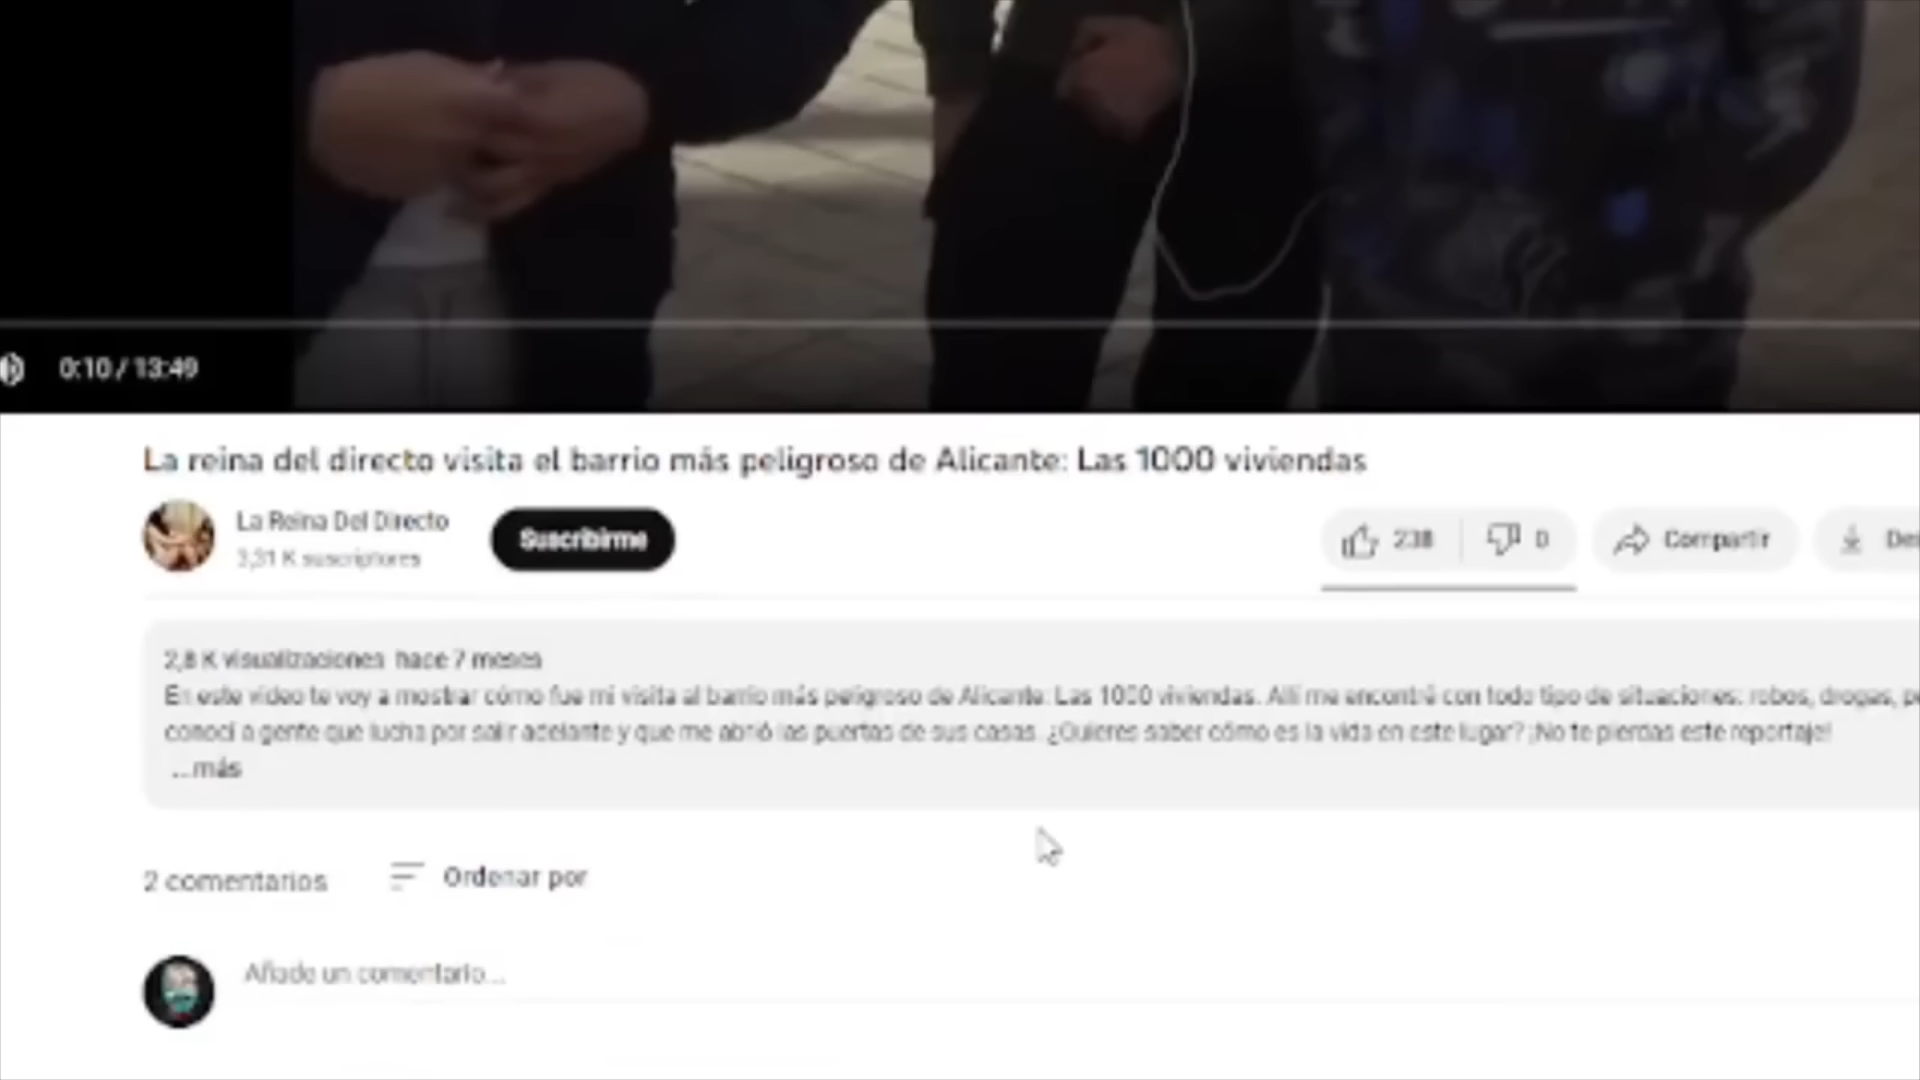 0:10 / 13:49
La reina del directo visita el barrio más peligroso de Alicante: Las 1000 viviendas
La Reina Del Directo
3,31 K suscriptores
Suscribirme
238
0
Compartir
2,8 K visualizaciones hace 7 meses
En este video te voy a mostrar cómo fue mi visita al barrio más peligroso de Alicante: Las 1000 viviendas. Allí me encontré con todo tipo de situaciones: robos, drogas,
conocí a gente que lucha por salir adelante y que me abrió las puertas de sus casas. ¿Quieres saber cómo es la vida en este lugar? ¡No te pierdas este reportaje!
...más
2 comentarios
Ordenar por
Añade un comentario...